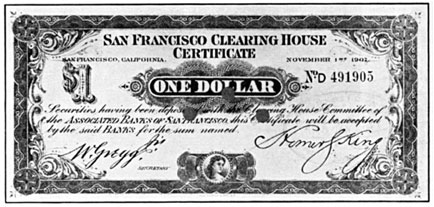 SAN FRANCISCO CLEARING HOUSE
CERTIFICATE
SAN FRANCISCO, CALIFORNIA. NOVEMBER 1ST 1907.
$1 No. D 491905
ONE DOLLAR
Securities having been deposited with the Clearing House Committee of
the ASSOCIATED BANKS OF SAN FRANCISCO, this Certificate will be accepted
by the said BANKS for the sum named.
W. Gregg Jr. Homer S. King
SECRETARY